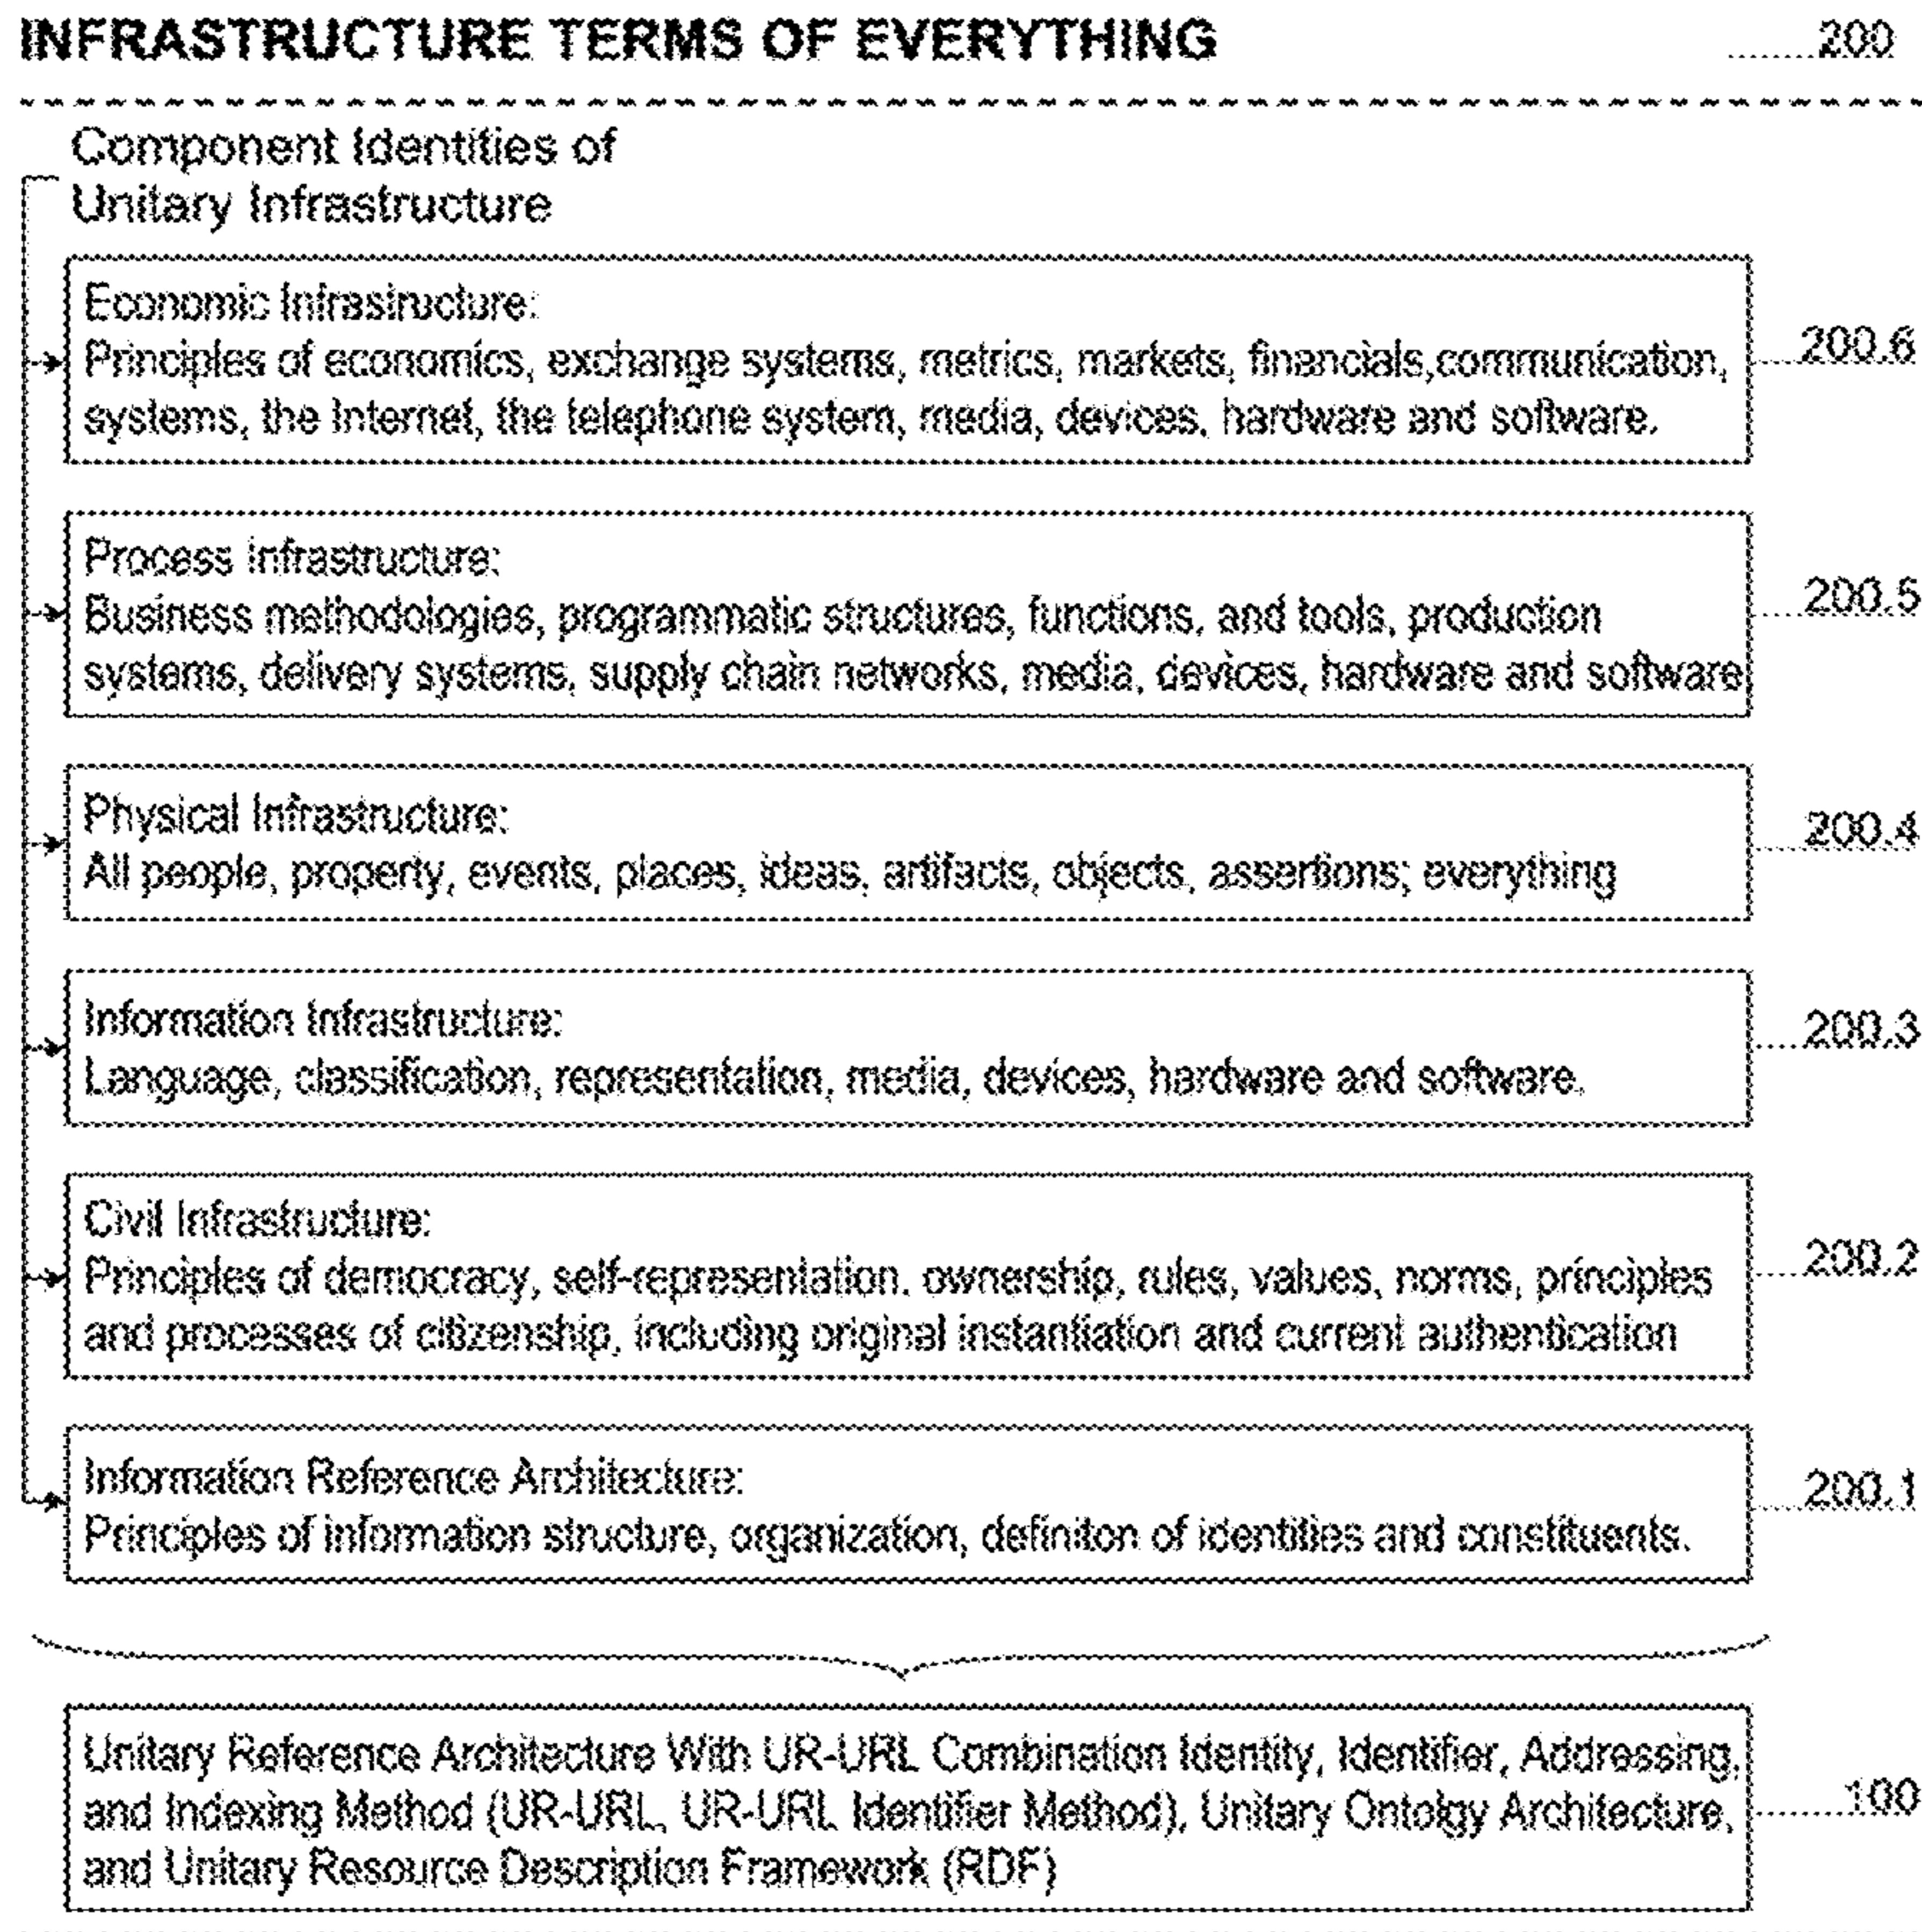 INFRASTRUCTURE TERMS OF EVERYTHING 200
Component Identities of
Unitary Infrastructure
Economic Infrastructure:
Principles of economics, exchange systems, metrics, markets, financials,communication, 200.6
systems, the Internet, the telephone system, media, devices, hardware and software.
Process Infrastructure:
Business methodologies, programmatic structures, functions, and tools, production 200.5
systems, delivery systems, supply chain networks, media, devices, hardware and software
Physical Infrastructure:
200.4
All people, property, events, places, ideas, artifacts, objects, assertions; everything
Information Infrastructure:
200.3
Language, classification, representation, media, devices, hardware and software.
Civil Infrastructure:
Principles of democracy, self-representation, ownership, rules, values, norms, principles 200.2
and processes of citizenship, including original instantiation and current authentication
Information Reference Architecture:
200.1
Principles of information structure, organization, definiton of identities and constituents.
Unitary Reference Architecture With UR-URL Combination Identity, Identifier, Addressing,
and Indexing Method (UR-URL, UR-URL Identifier Method), Unitary Ontolgy Architecture, 100
and Unitary Resource Description Framework (RDF)